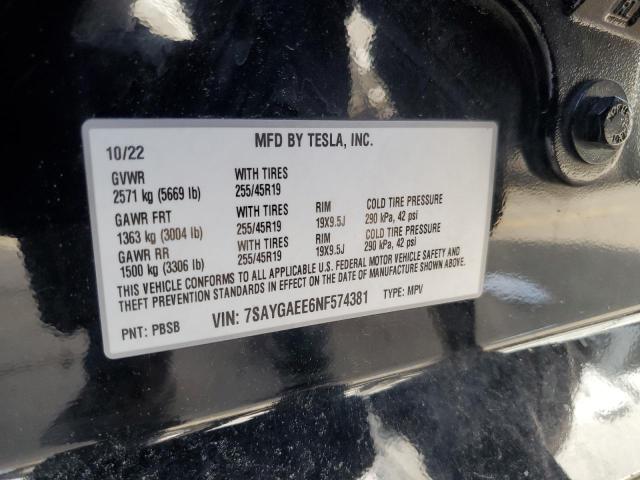 MFD BY TESLA, INC.
10/22
GVWR WITH TIRES
2571 kg (5669 lb) 255/45R19
GAWR FRT WITH TIRES RIM COLD TIRE PRESSURE
1363 kg (3004 lb) 255/45R19 19X9.5J 290 kPa, 42 psi
GAWR RR WITH TIRES RIM COLD TIRE PRESSURE
1500 kg (3306 lb) 255/45R19 19X9.5J 290 kPa, 42 psi
THIS VEHICLE CONFORMS TO ALL APPLICABLE U.S. FEDERAL MOTOR VEHICLE SAFETY AND
THEFT PREVENTION STANDARDS IN EFFECT ON THE DATE OF MANUFACTURE SHOWN ABOVE.
PNT: PBSB VIN: 7SAYGAEE6NF574381 TYPE: MPV